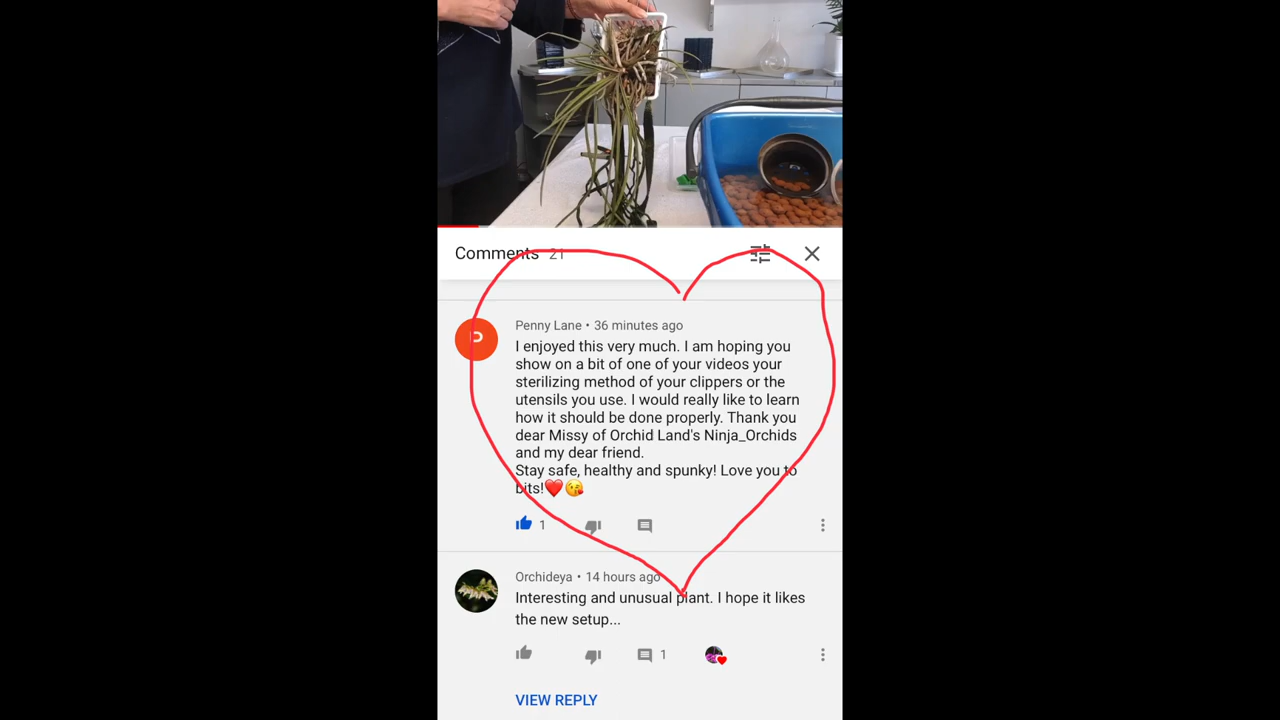 Comments 21
P
Penny Lane • 36 minutes ago
I enjoyed this very much. I am hoping you
show on a bit of one of your videos your
sterilizing method of your clippers or the
utensils you use. I would really like to learn
how it should be done properly. Thank you
dear Missy of Orchid Land's Ninja_Orchids
and my dear friend.
Stay safe, healthy and spunky! Love you to
bits!❤️😘
1
Orchideya • 14 hours ago
Interesting and unusual plant. I hope it likes
the new setup...
1
VIEW REPLY